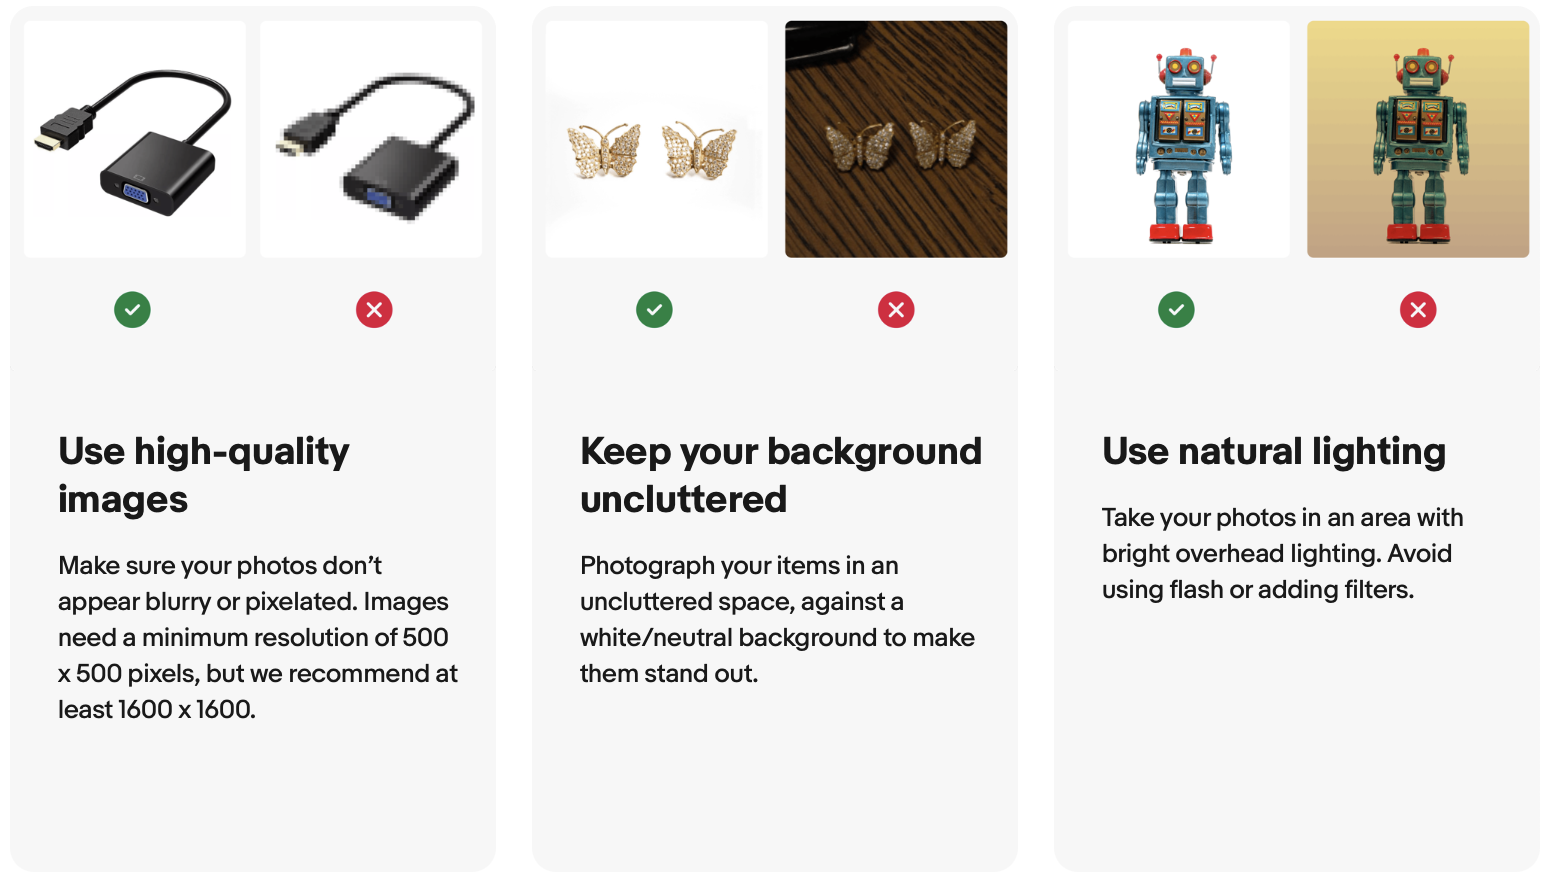 Use high-quality
images
Make sure your photos don’t
appear blurry or pixelated. Images
need a minimum resolution of 500
x 500 pixels, but we recommend at
least 1600 x 1600.
Keep your background
uncluttered
Photograph your items in an
uncluttered space, against a
white/neutral background to make
them stand out.
Use natural lighting
Take your photos in an area with
bright overhead lighting. Avoid
using flash or adding filters.